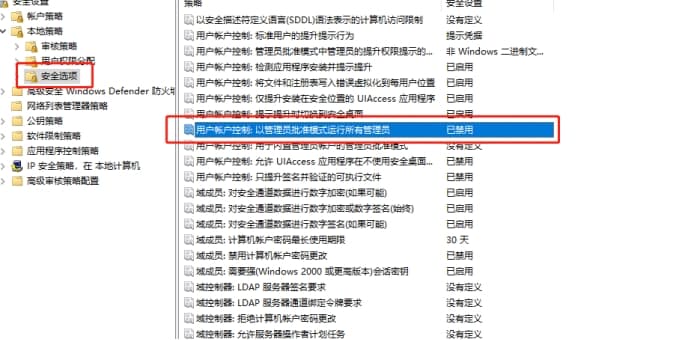 安全设置
帐户策略
本地策略
审核策略
用户权限分配
安全选项
高级安全 Windows Defender 防火墙
网络列表管理器策略
公钥策略
软件限制策略
应用程序控制策略
IP 安全策略，在 本地计算机
高级审核策略配置
策略 安全设置
以安全描述符定义语言(SDDL)语法表示的计算机访问限制 没有定义
用户帐户控制: 标准用户的提升提示行为 提示凭据
用户帐户控制: 管理员批准模式中管理员的提升权限提示的... 非 Windows 二进制文...
用户帐户控制: 检测应用程序安装并提示提升 已启用
用户帐户控制: 将文件和注册表写入错误虚拟化到每用户位置 已启用
用户帐户控制: 仅提升安装在安全位置的 UIAccess 应用程序 已启用
用户帐户控制: 提示提升时切换到安全桌面 已启用
用户帐户控制: 以管理员批准模式运行所有管理员 已禁用
用户帐户控制: 用于内置管理员帐户的管理员批准模式 没有定义
用户帐户控制: 允许 UIAccess 应用程序在不使用安全桌面... 已禁用
用户帐户控制: 只提升签名并验证的可执行文件 已禁用
域成员: 对安全通道数据进行数字加密(如果可能) 已启用
域成员: 对安全通道数据进行数字加密或数字签名(始终) 已启用
域成员: 对安全通道数据进行数字签名(如果可能) 已启用
域成员: 计算机帐户密码最长使用期限 30 天
域成员: 禁用计算机帐户密码更改 已禁用
域成员: 需要强(Windows 2000 或更高版本)会话密钥 已启用
域控制器: LDAP 服务器签名要求 没有定义
域控制器: LDAP 服务器通道绑定令牌要求 没有定义
域控制器: 拒绝计算机帐户密码更改 没有定义
域控制器: 允许服务器操作者计划任务 没有定义